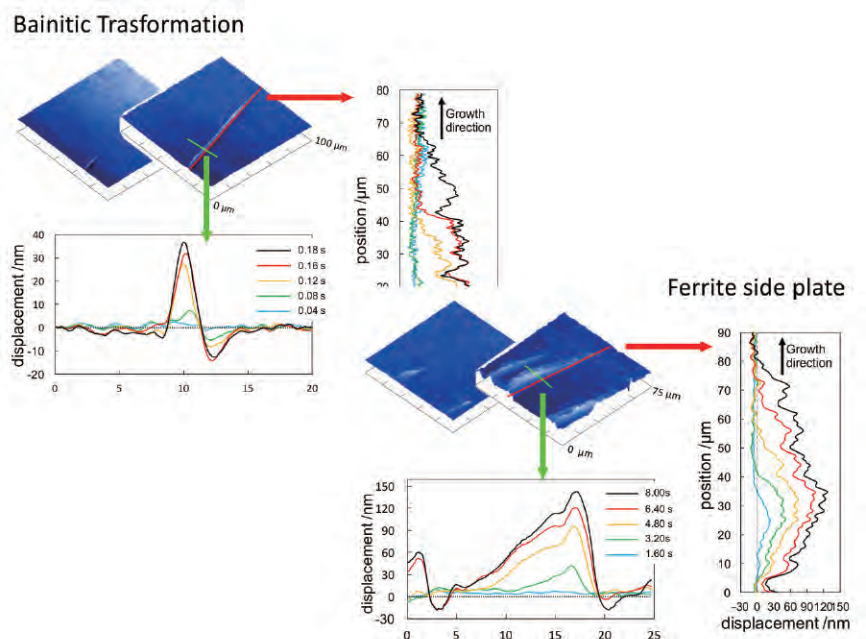 Bainitic Trasformation
100 μm
0 μm
80
70
60
50
40
30
20
position /μm
Growth
direction
40
30
20
10
0
-10
-20
displacement /nm
0.18 s
0.16 s
0.12 s
0.08 s
0.04 s
0 5 10 15 20
Ferrite side plate
75 μm
0 μm
90
80
70
60
50
40
30
20
10
0
position /μm
Growth
direction
-30 0 30 60 90 120 150
displacement /nm
150
120
90
60
30
0
-30
displacement /nm
8.00s
6.40 s
4.80 s
3.20s
1.60 s
0 5 10 15 20 25